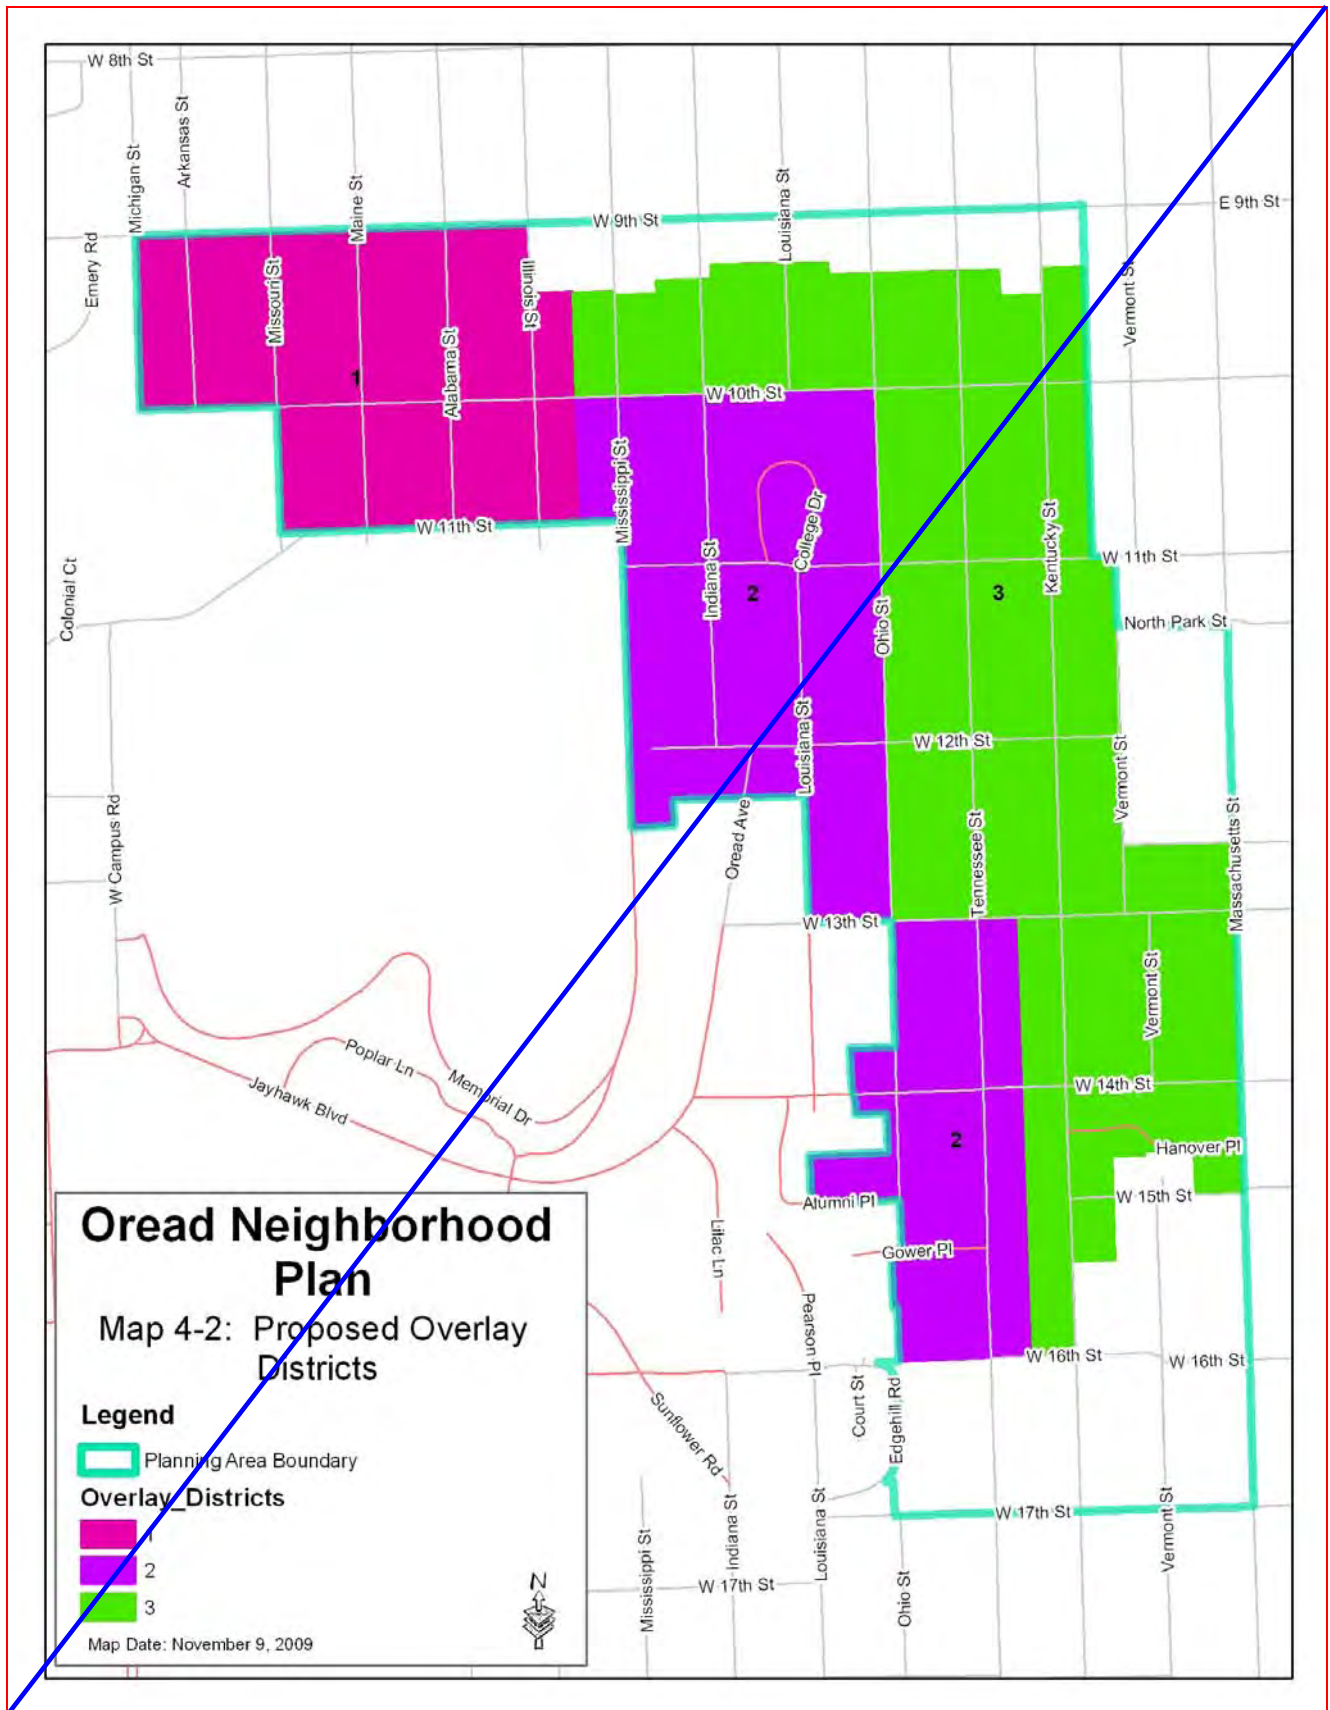 W 8th St
Michigan St
Arkansas St
Maine St
Louisiana St
E 9th St
W 9th St
Emery Rd
Missouri St
Illinois St
Vermont St
Alabama St
1
W 10th St
Mississippi St
W 11th St
College Dr
Kentucky St
W 11th St
Colonial Ct
Indiana St
2
3
Ohio St
North Park St
Louisiana St
W 12th St
Vermont St
W Campus Rd
Oread Ave
Tennessee St
Massachusetts St
W 13th St
Vermont St
Poplar Ln
Memorial Dr
Jayhawk Blvd
W 14th St
2
Hanover Pl
Alumni Pl
W 15th St
Lilac Ln
Gower Pl
Pearson Pl
W 16th St
W 16th St
Court St
Edgehill Rd
Sunflower Rd
Indiana St
Louisiana St
W 17th St
Vermont St
Mississippi St
W 17th St
Ohio St
Oread Neighborhood
Plan
Map 4-2: Proposed Overlay
Districts
Legend
Planning Area Boundary
Overlay_Districts
1
2
3
N
Map Date: November 9, 2009